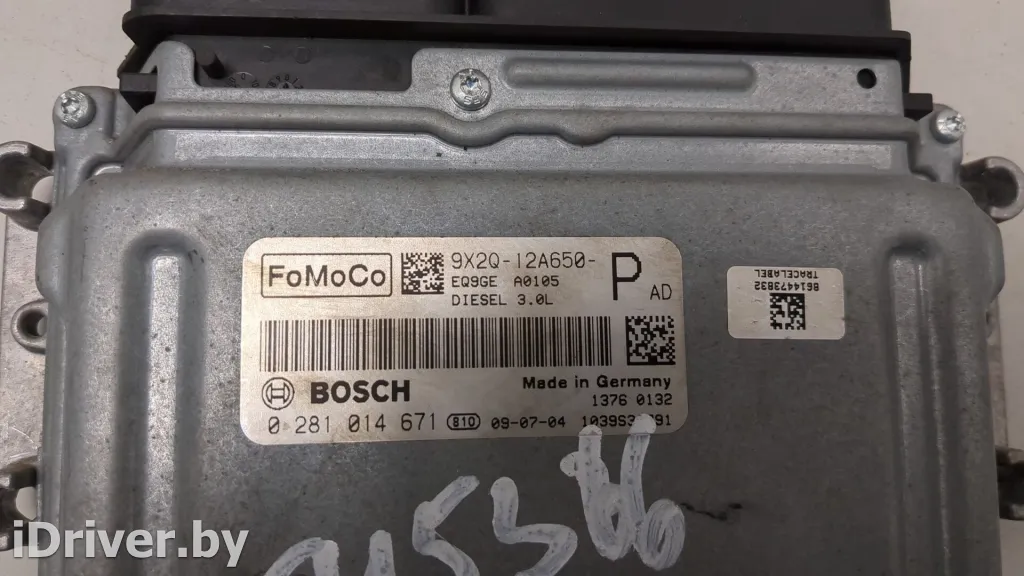 FoMoCo
9X2Q-12A650-
P
AD
EQ9GE A0105
DIESEL 3.0L
BOSCH
Made in Germany
1376 0132
0 281 014 671 810 09-07-04
8614473832
TRACELABEL
iDriver.by